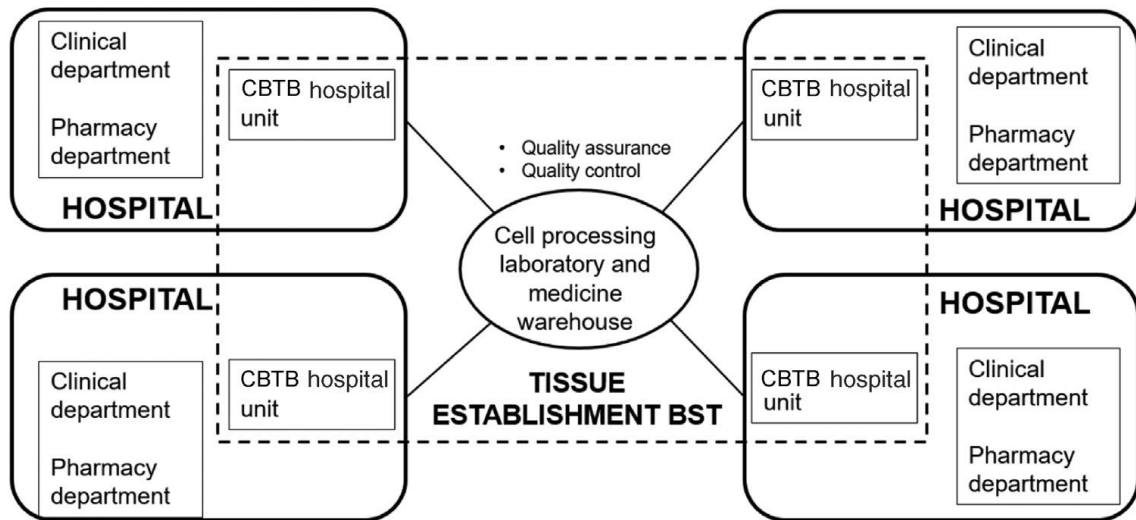 Clinical
department
Pharmacy
department
HOSPITAL
CBTB hospital
unit
• Quality assurance
• Quality control
CBTB hospital
unit
Clinical
department
Pharmacy
department
HOSPITAL
Cell processing
laboratory and
medicine
warehouse
HOSPITAL
CBTB hospital
unit
Clinical
department
Pharmacy
department
TISSUE
ESTABLISHMENT BST
HOSPITAL
CBTB hospital
unit
Clinical
department
Pharmacy
department